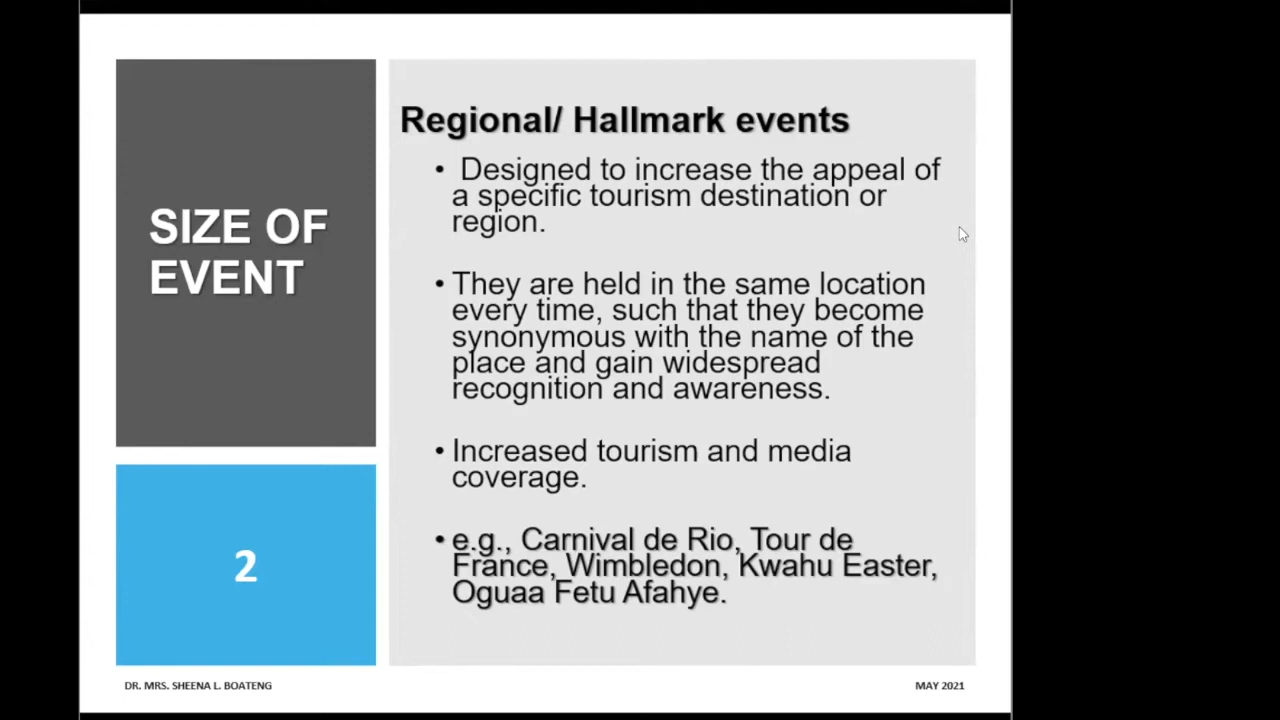 SIZE OF
EVENT
2
Regional/ Hallmark events
• Designed to increase the appeal of
a specific tourism destination or
region.
• They are held in the same location
every time, such that they become
synonymous with the name of the
place and gain widespread
recognition and awareness.
• Increased tourism and media
coverage.
• e.g., Carnival de Rio, Tour de
France, Wimbledon, Kwahu Easter,
Oguaa Fetu Afahye.
DR. MRS. SHEENA L. BOATENG
MAY 2021